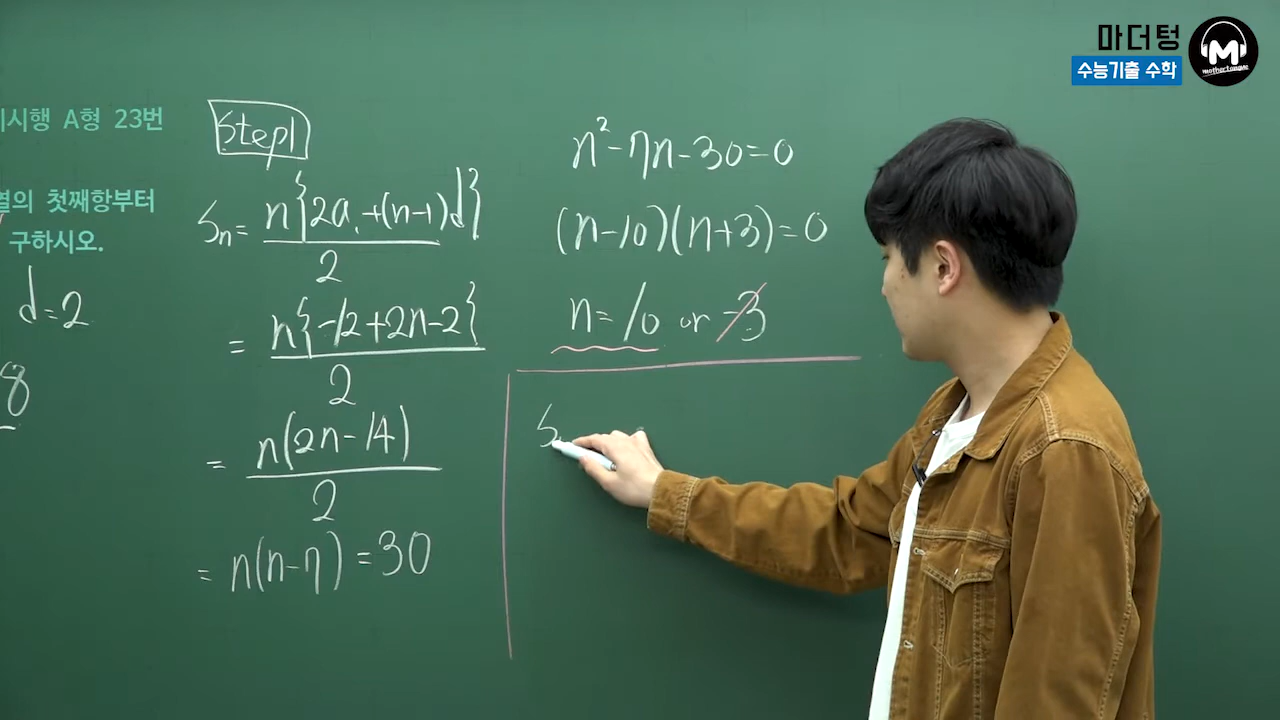 마더텅
수능기출 수학
mothertongue
시행 A형 23번
열의 첫째항부터
구하시오.
d=2
8
Step1
Sn= n{2a₁+(n-1)d} / 2
= n{-12+2n-2} / 2
= n(2n-14) / 2
= n(n-7)=30
n²-7n-30=0
(n-10)(n+3)=0
n=10 or -3
S